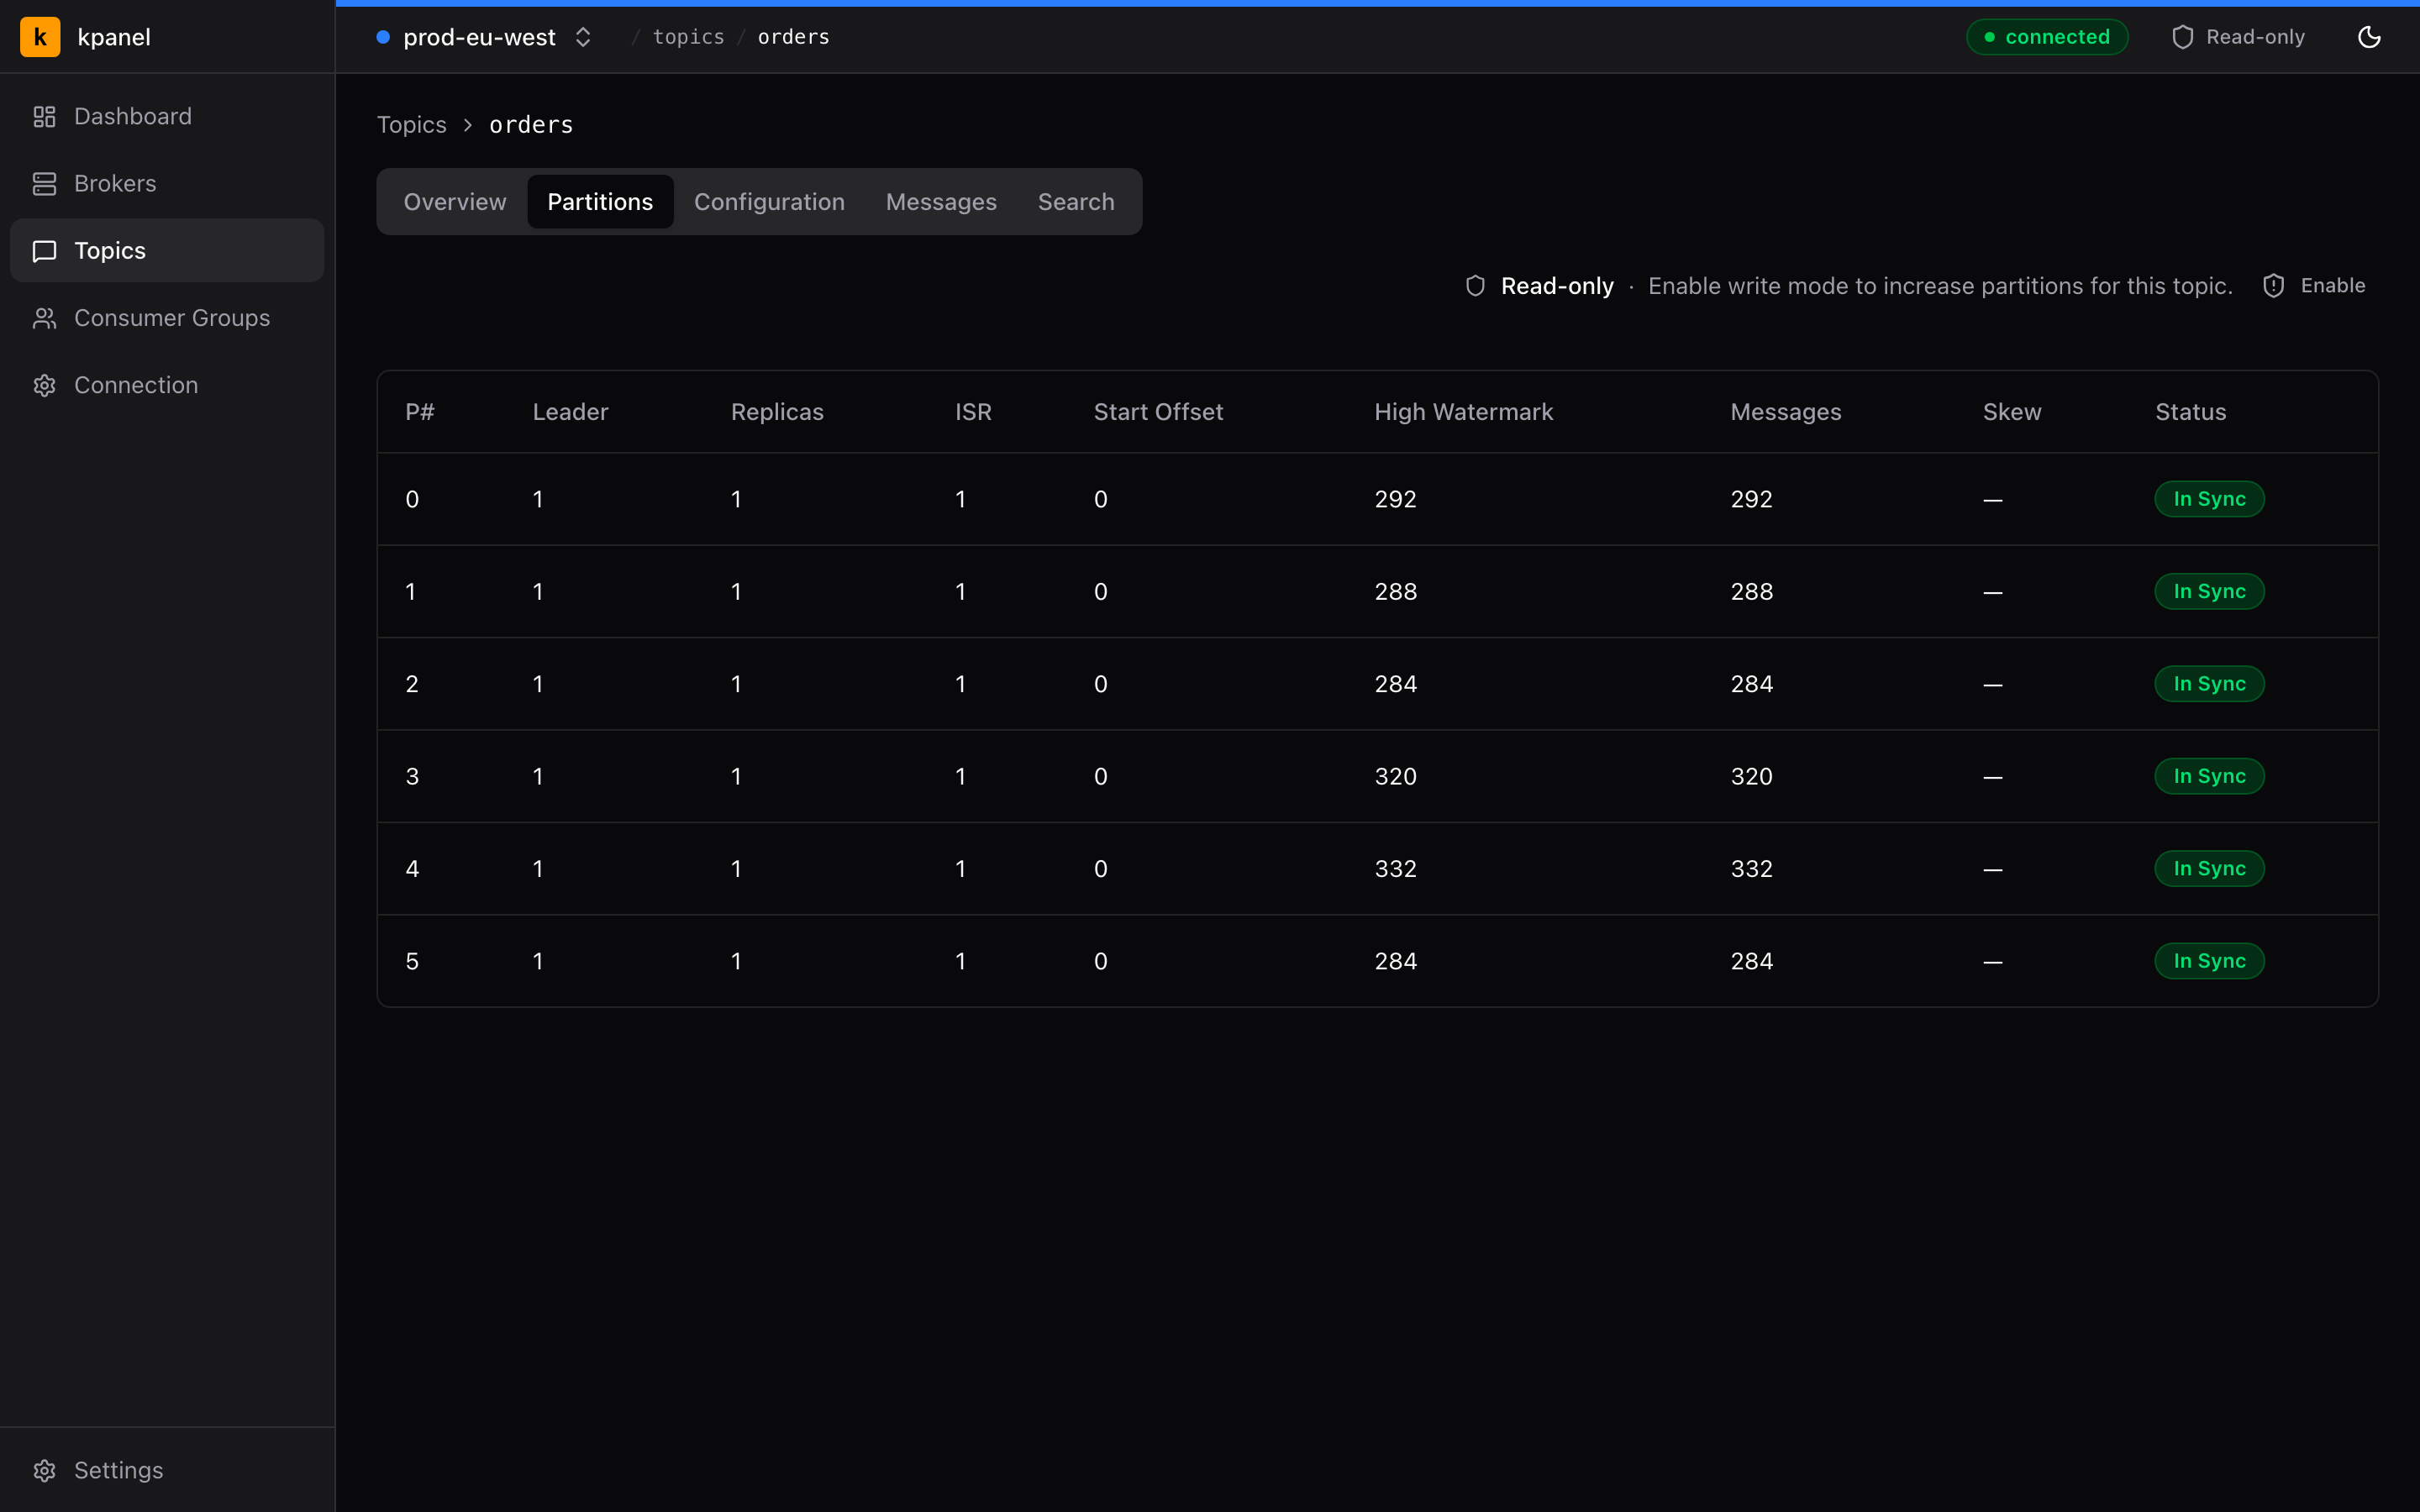 k kpanel
prod-eu-west / topics / orders
connected
Read-only
Dashboard
Brokers
Topics
Consumer Groups
Connection
Settings
Topics > orders
Overview Partitions Configuration Messages Search
Read-only · Enable write mode to increase partitions for this topic. Enable
P# Leader Replicas ISR Start Offset High Watermark Messages Skew Status
0 1 1 1 0 292 292 — In Sync
1 1 1 1 0 288 288 — In Sync
2 1 1 1 0 284 284 — In Sync
3 1 1 1 0 320 320 — In Sync
4 1 1 1 0 332 332 — In Sync
5 1 1 1 0 284 284 — In Sync